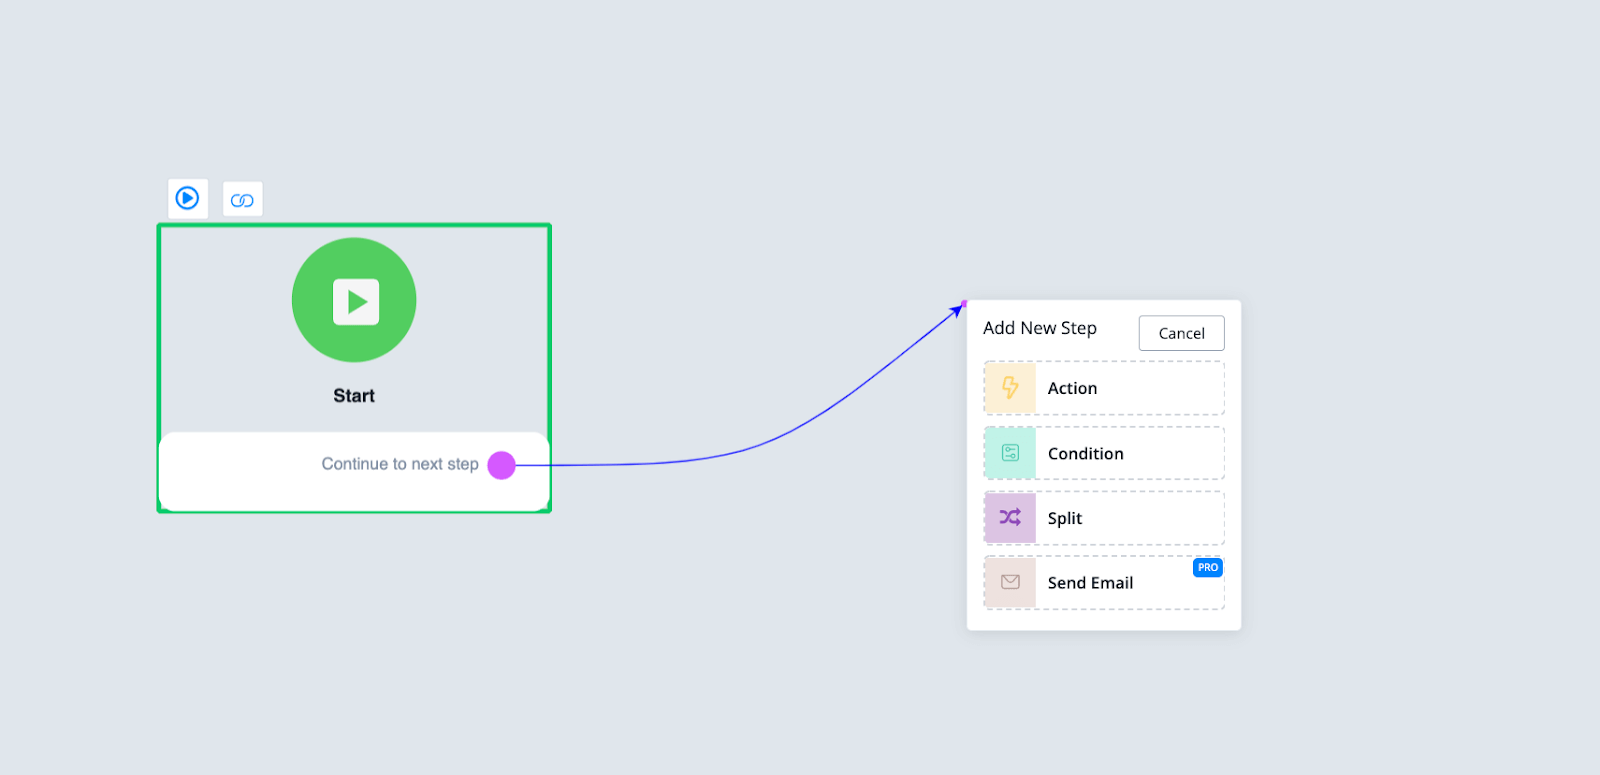 Start
Continue to next step
Add New Step
Cancel
Action
Condition
Split
PRO
Send Email